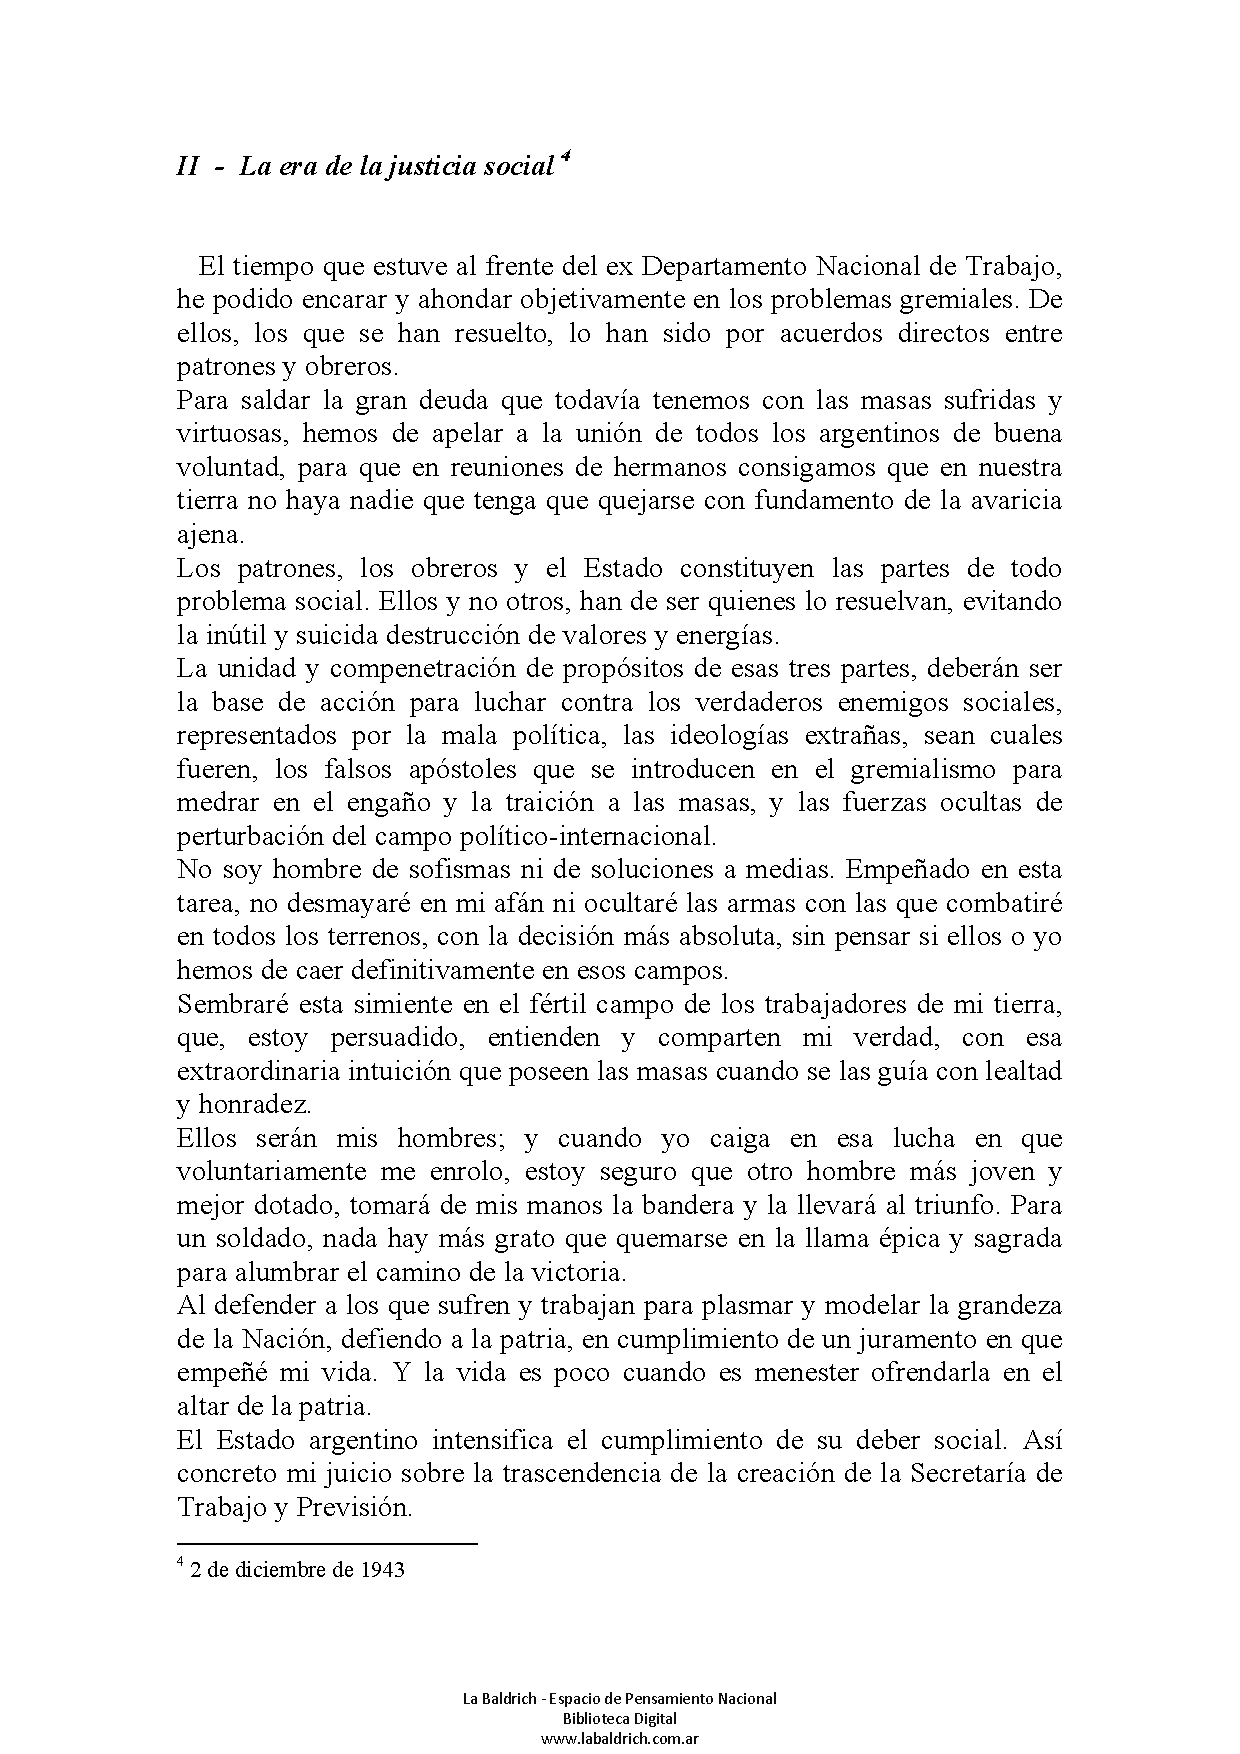 II - La era de la justicia social 4
El tiempo que estuve al frente del ex Departamento Nacional de Trabajo,
he podido encarar y ahondar objetivamente en los problemas gremiales. De
ellos, los que se han resuelto, lo han sido por acuerdos directos entre
patrones y obreros.
Para saldar la gran deuda que todavía tenemos con las masas sufridas y
virtuosas, hemos de apelar a la unión de todos los argentinos de buena
voluntad, para que en reuniones de hermanos consigamos que en nuestra
tierra no haya nadie que tenga que quejarse con fundamento de la avaricia
ajena.
Los patrones, los obreros y el Estado constituyen las partes de todo
problema social. Ellos y no otros, han de ser quienes lo resuelvan, evitando
la inútil y suicida destrucción de valores y energías.
La unidad y compenetración de propósitos de esas tres partes, deberán ser
la base de acción para luchar contra los verdaderos enemigos sociales,
representados por la mala política, las ideologías extrañas, sean cuales
fueren, los falsos apóstoles que se introducen en el gremialismo para
medrar en el engaño y la traición a las masas, y las fuerzas ocultas de
perturbación del campo político-internacional.
No soy hombre de sofismas ni de soluciones a medias. Empeñado en esta
tarea, no desmayaré en mi afán ni ocultaré las armas con las que combatiré
en todos los terrenos, con la decisión más absoluta, sin pensar si ellos o yo
hemos de caer definitivamente en esos campos.
Sembraré esta simiente en el fértil campo de los trabajadores de mi tierra,
que, estoy persuadido, entienden y comparten mi verdad, con esa
extraordinaria intuición que poseen las masas cuando se las guía con lealtad
y honradez.
Ellos serán mis hombres; y cuando yo caiga en esa lucha en que
voluntariamente me enrolo, estoy seguro que otro hombre más joven y
mejor dotado, tomará de mis manos la bandera y la llevará al triunfo. Para
un soldado, nada hay más grato que quemarse en la llama épica y sagrada
para alumbrar el camino de la victoria.
Al defender a los que sufren y trabajan para plasmar y modelar la grandeza
de la Nación, defiendo a la patria, en cumplimiento de un juramento en que
empeñé mi vida. Y la vida es poco cuando es menester ofrendarla en el
altar de la patria.
El Estado argentino intensifica el cumplimiento de su deber social. Así
concreto mi juicio sobre la trascendencia de la creación de la Secretaría de
Trabajo y Previsión.
4 2 de diciembre de 1943
La Baldrich - Espacio de Pensamiento Nacional
Biblioteca Digital
www.labaldrich.com.ar